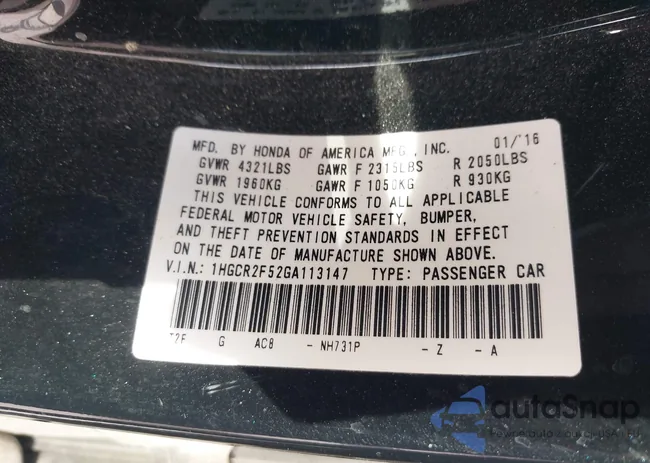 MFD. BY HONDA OF AMERICA MFG., INC. 01/'16
GVWR 4321LBS GAWR F 2315LBS R 2050LBS
GVWR 1960KG GAWR F 1050KG R 930KG
THIS VEHICLE CONFORMS TO ALL APPLICABLE
FEDERAL MOTOR VEHICLE SAFETY, BUMPER,
AND THEFT PREVENTION STANDARDS IN EFFECT
ON THE DATE OF MANUFACTURE SHOWN ABOVE.
V.I.N.: 1HGCR2F52GA113147 TYPE: PASSENGER CAR
T2F G AC8 - NH731P - Z - A
autoSnap